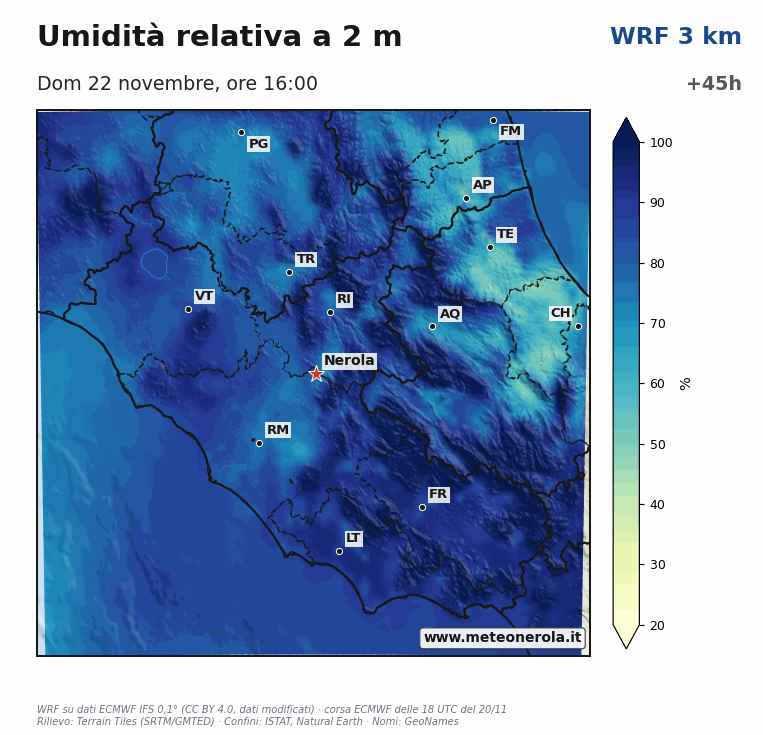 Umidità relativa a 2 m
WRF 3 km
Dom 22 novembre, ore 16:00
+45h
FM
PG
AP
TE
TR
VT
RI
AQ
CH
Nerola
RM
FR
LT
www.meteonerola.it
100
90
80
70
60
50
40
30
20
%
WRF su dati ECMWF IFS 0,1° (CC BY 4.0, dati modificati) · corsa ECMWF delle 18 UTC del 20/11
Rilievo: Terrain Tiles (SRTM/GMTED) · Confini: ISTAT, Natural Earth · Nomi: GeoNames